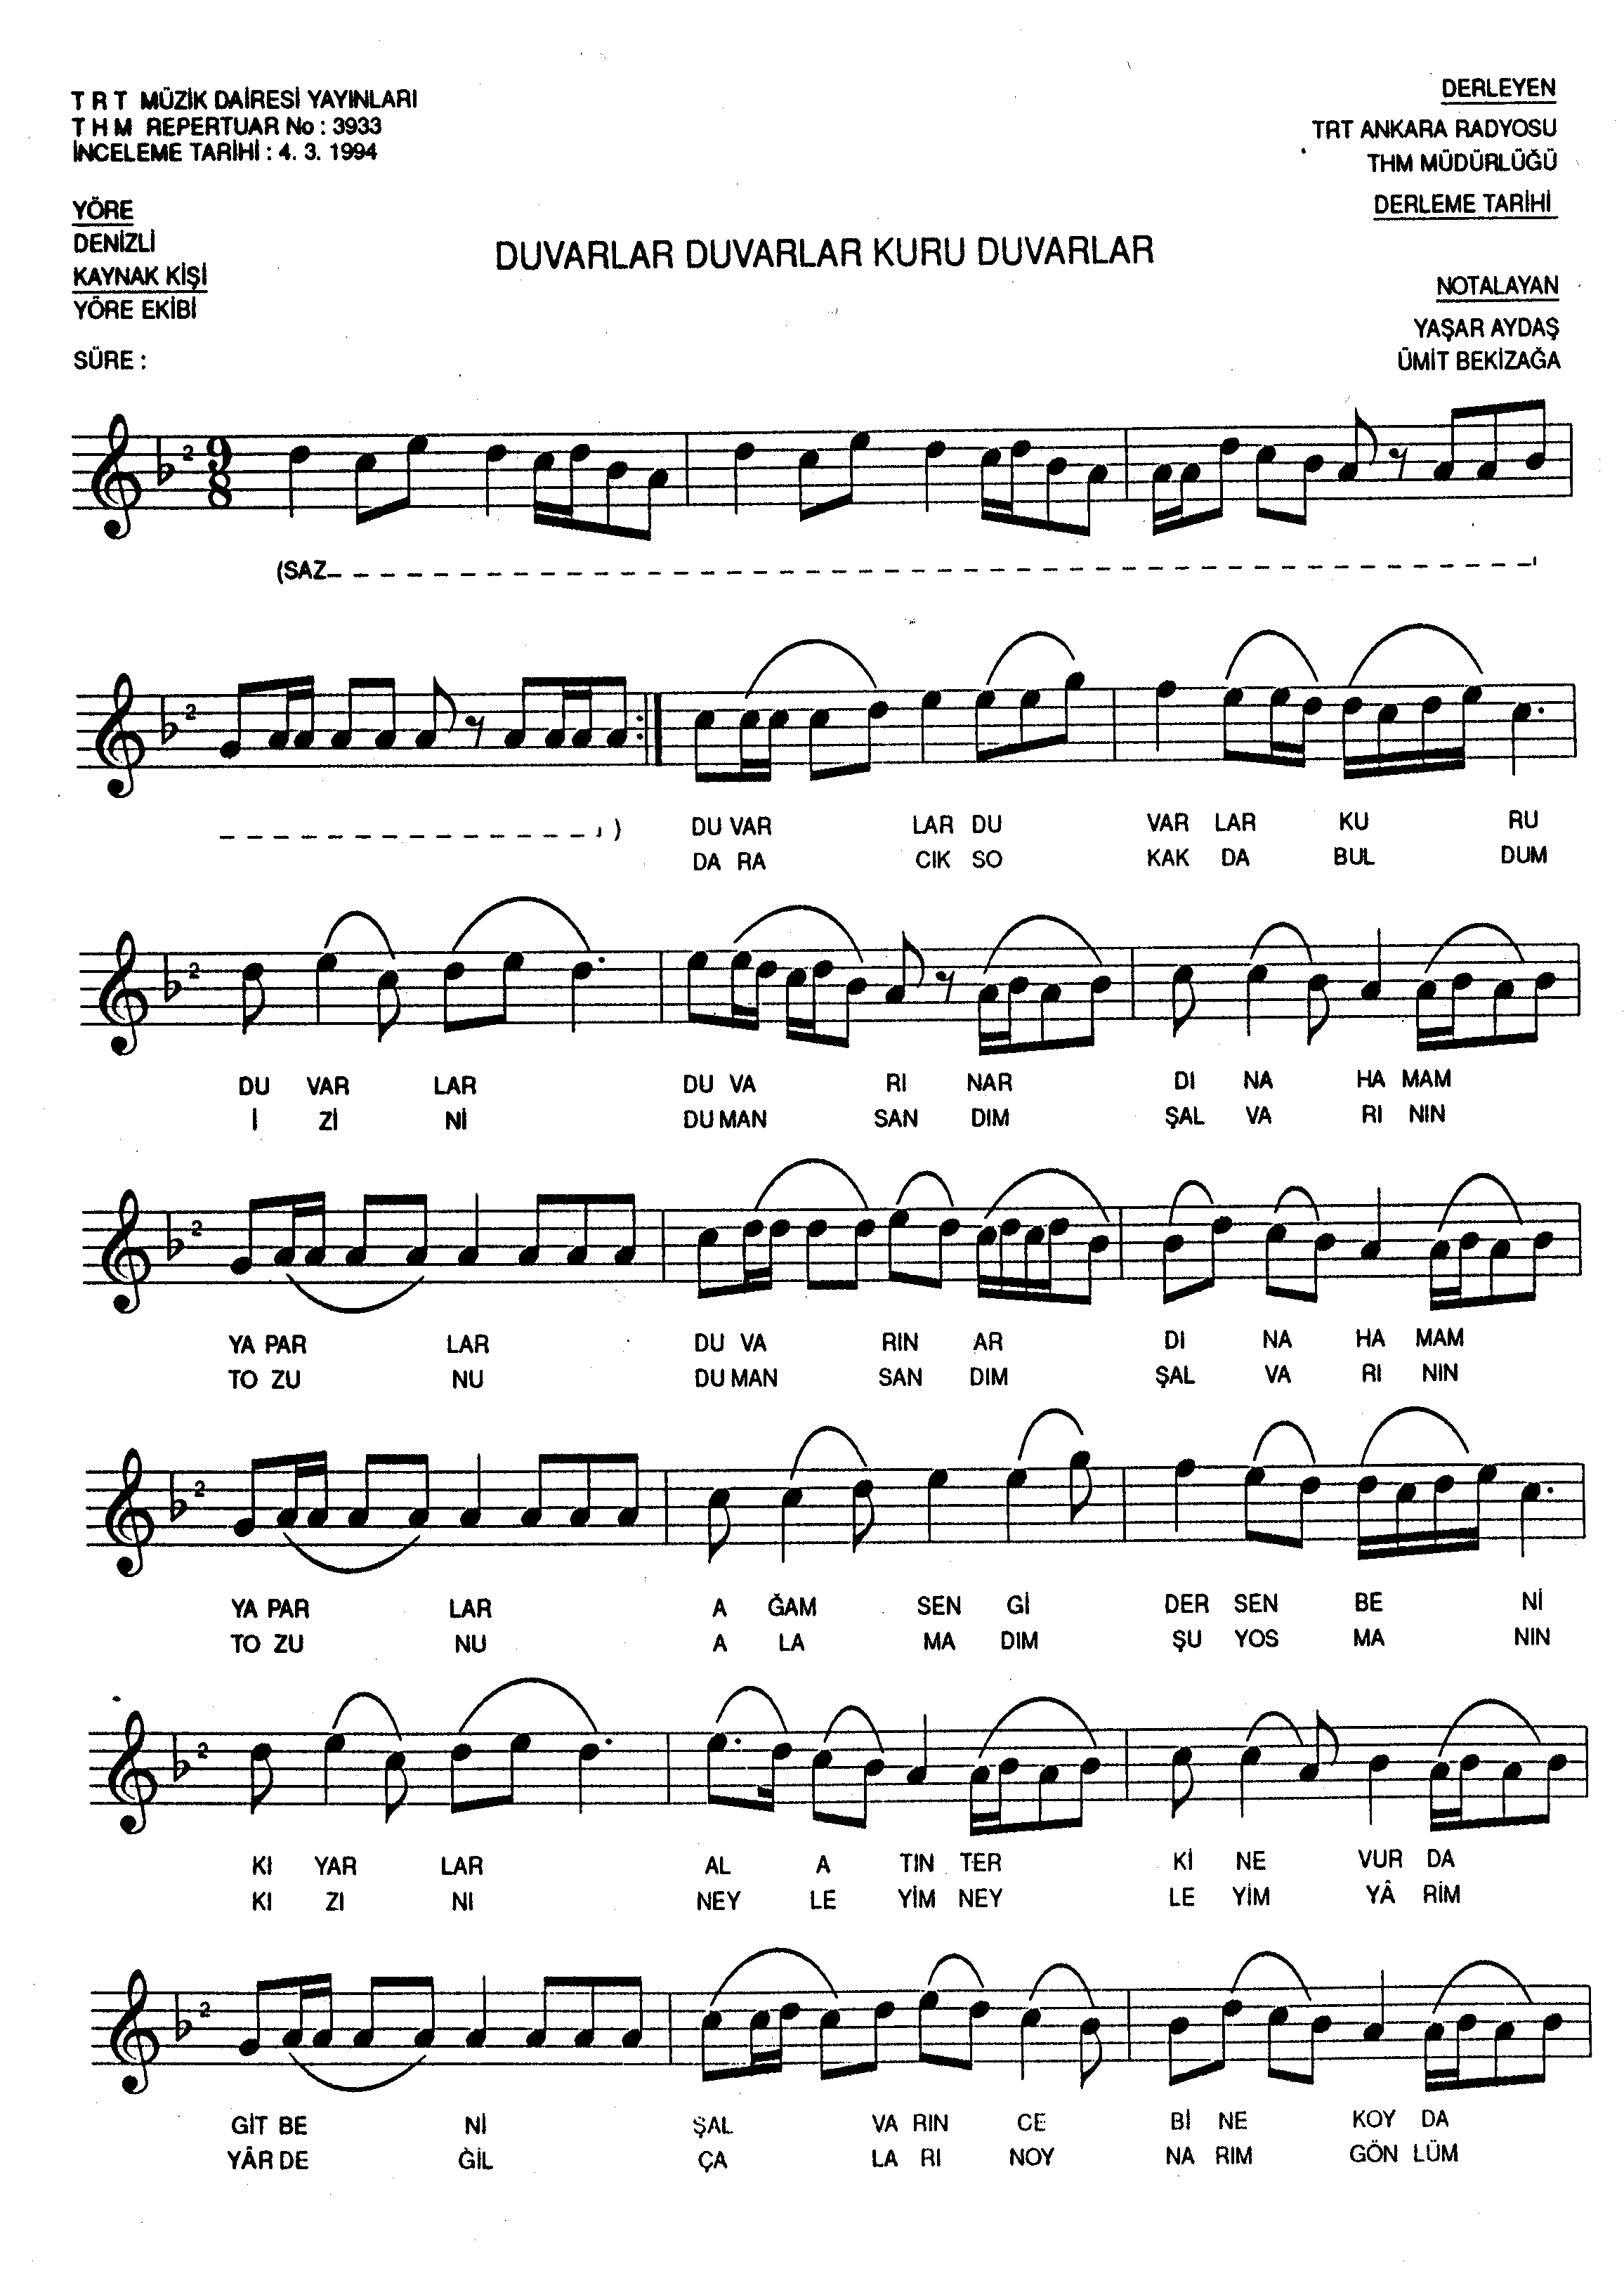 T R T MÜZİK DAİRESİ YAYINLARI
T H M REPERTUAR No : 3933
İNCELEME TARİHİ : 4. 3. 1994
DERLEYEN
TRT ANKARA RADYOSU
THM MÜDÜRLÜĞÜ
DERLEME TARİHİ
YÖRE
DENİZLİ
KAYNAK KİŞİ
YÖRE EKİBİ
SÜRE :
DUVARLAR DUVARLAR KURU DUVARLAR
NOTALAYAN
YAŞAR AYDAŞ
ÜMİT BEKİZAĞA
2 9 8
(SAZ
2
)
DU VAR LAR DU VAR LAR KU RU
DA RA CIK SO KAK DA BUL DUM
2
DU VAR LAR DU VA RI NAR DI NA HA MAM
İ Zİ Nİ DU MAN SAN DIM ŞAL VA RI NIN
2
YA PAR LAR DU VA RIN AR DI NA HA MAM
TO ZU NU DU MAN SAN DIM ŞAL VA RI NIN
2
YA PAR LAR A ĞAM SEN Gİ DER SEN BE Nİ
TO ZU NU A LA MA DIM ŞU YOS MA NIN
2
KI YAR LAR AL A TIN TER Kİ NE VUR DA
KI ZI NI NEY LE YİM NEY LE YİM YÂ RİM
2
GİT BE Nİ ŞAL VA RIN CE Bİ NE KOY DA
YÂR DE ĞİL ÇA LA RI NOY NA RIM GÖN LÜM